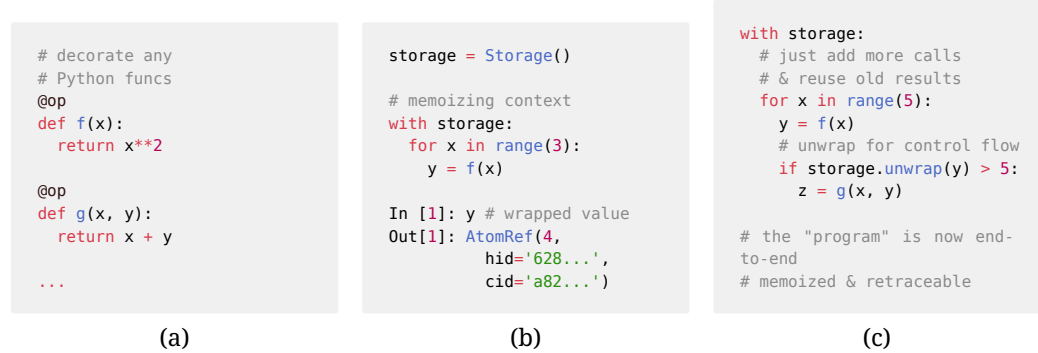 # decorate any
# Python funcs
@op
def f(x):
  return x**2
@op
def g(x, y):
  return x + y
...
(a)
storage = Storage()
# memoizing context
with storage:
  for x in range(3):
    y = f(x)
In [1]: y # wrapped value
Out[1]: AtomRef(4,
          hid='628...',
          cid='a82...')
(b)
with storage:
  # just add more calls
  # & reuse old results
  for x in range(5):
    y = f(x)
    # unwrap for control flow
    if storage.unwrap(y) > 5:
      z = g(x, y)
# the "program" is now end-
to-end
# memoized & retraceable
(c)